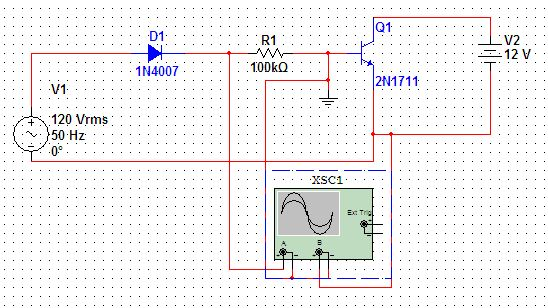 Q1
D1
R1
V2
12 V
1N4007
100kΩ
2N1711
V1
120 Vrms
50 Hz
0°
XSC1
Ext Trig
A
B